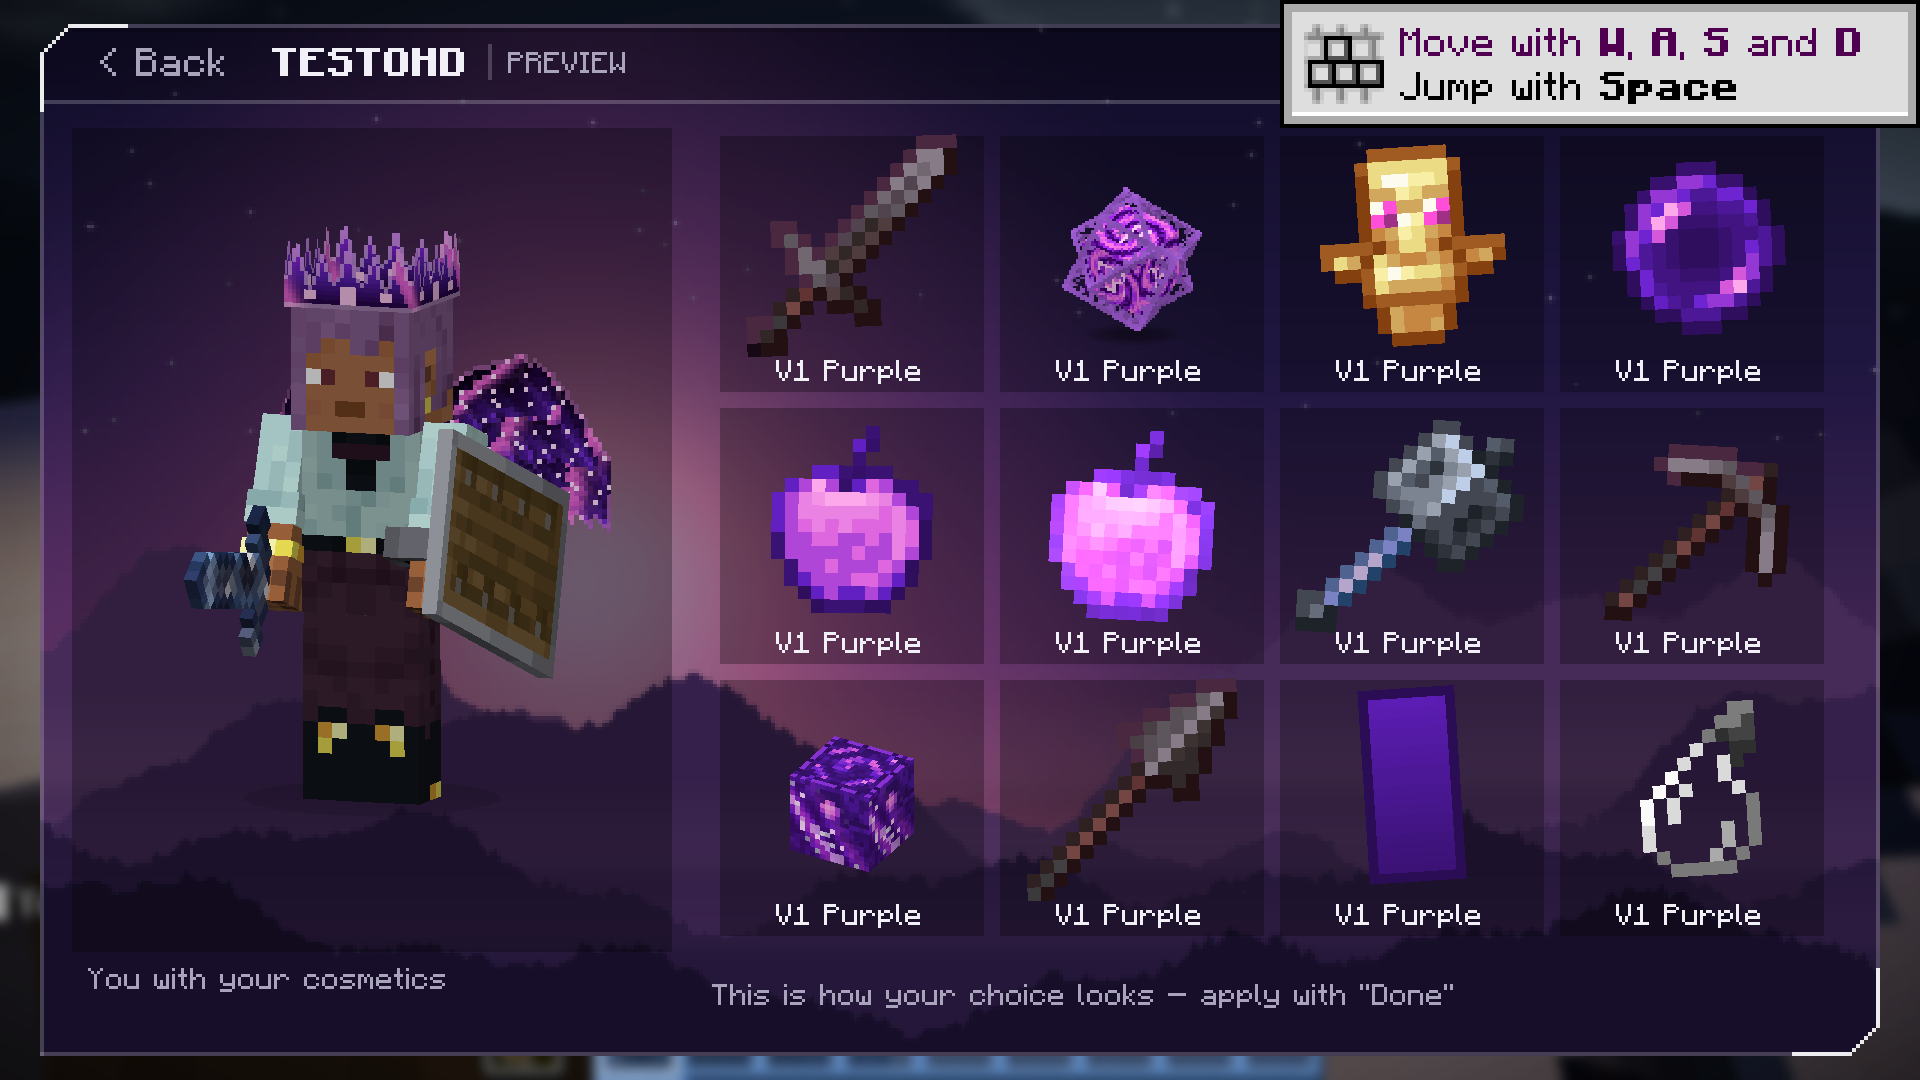 < Back TESTOHD PREVIEW
Move with W, A, S and D
Jump with Space
V1 Purple V1 Purple V1 Purple V1 Purple
V1 Purple V1 Purple V1 Purple V1 Purple
V1 Purple V1 Purple V1 Purple V1 Purple
You with your cosmetics
This is how your choice looks – apply with "Done"